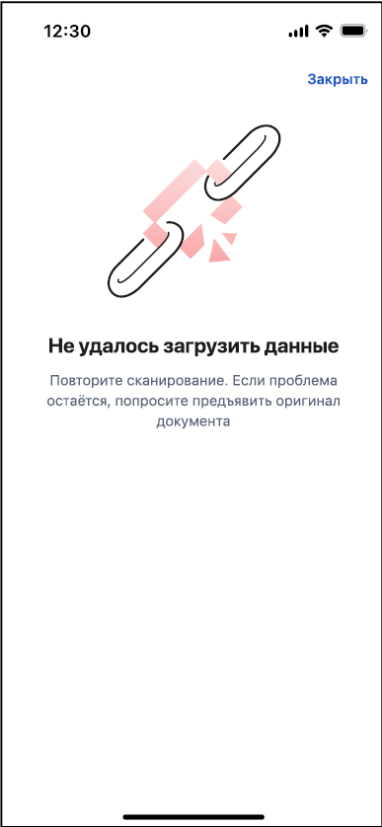 12:30
Закрыть
Не удалось загрузить данные
Повторите сканирование. Если проблема
остаётся, попросите предъявить оригинал
документа